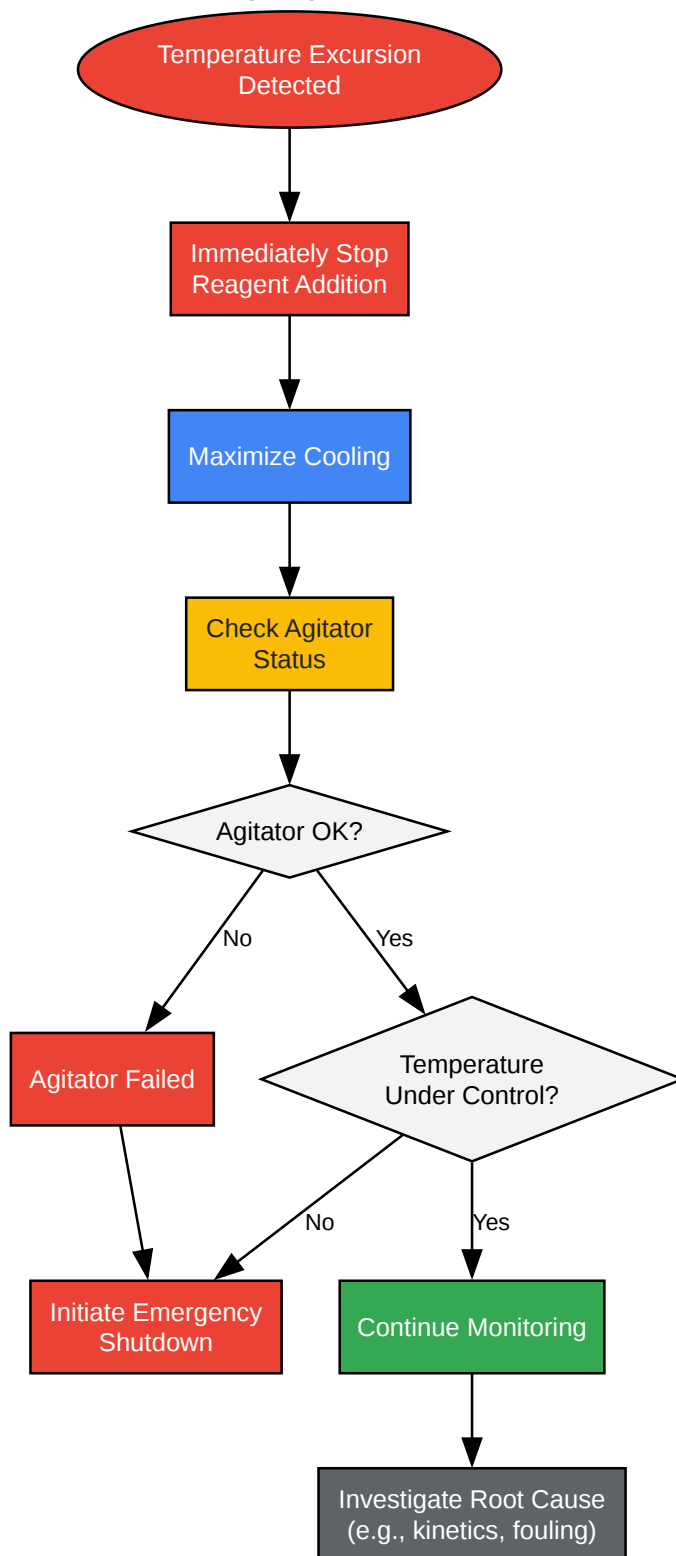 Temperature Excursion
Detected
Immediately Stop
Reagent Addition
Maximize Cooling
Check Agitator
Status
Agitator OK?
No
Yes
Agitator Failed
Temperature
Under Control?
No
Yes
Initiate Emergency
Shutdown
Continue Monitoring
Investigate Root Cause
(e.g., kinetics, fouling)